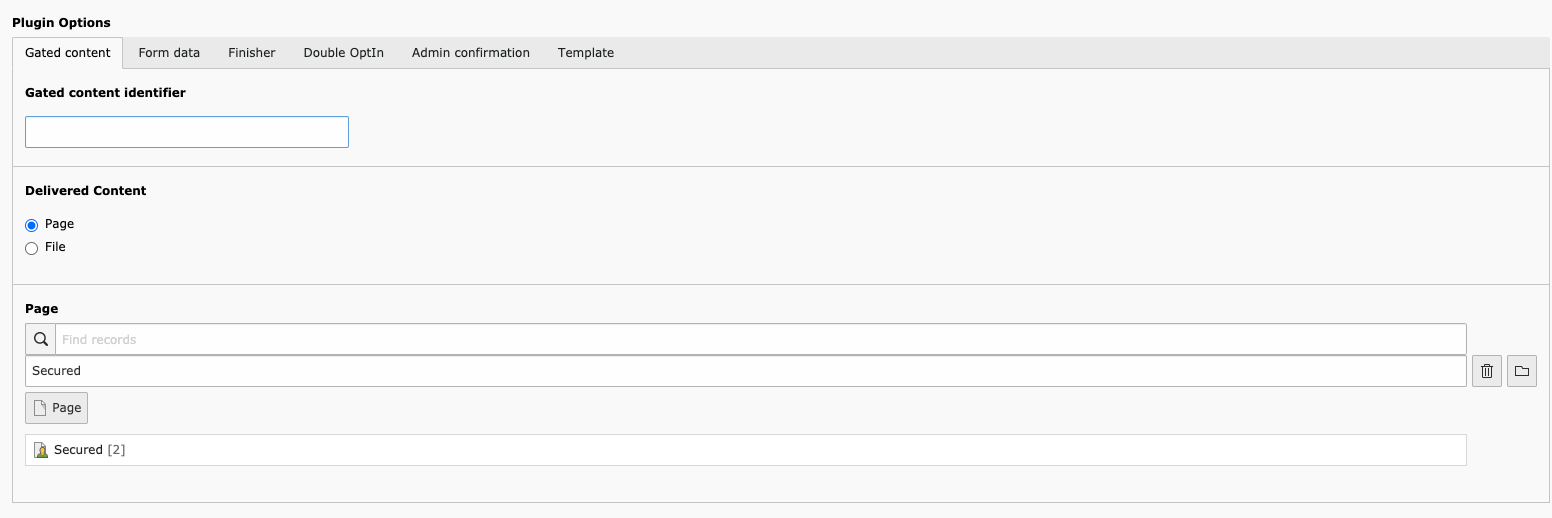 Plugin Options
Gated content Form data Finisher Double OptIn Admin confirmation Template
Gated content identifier
Delivered Content
Page
File
Page
Find records
Secured
Page
Secured [2]